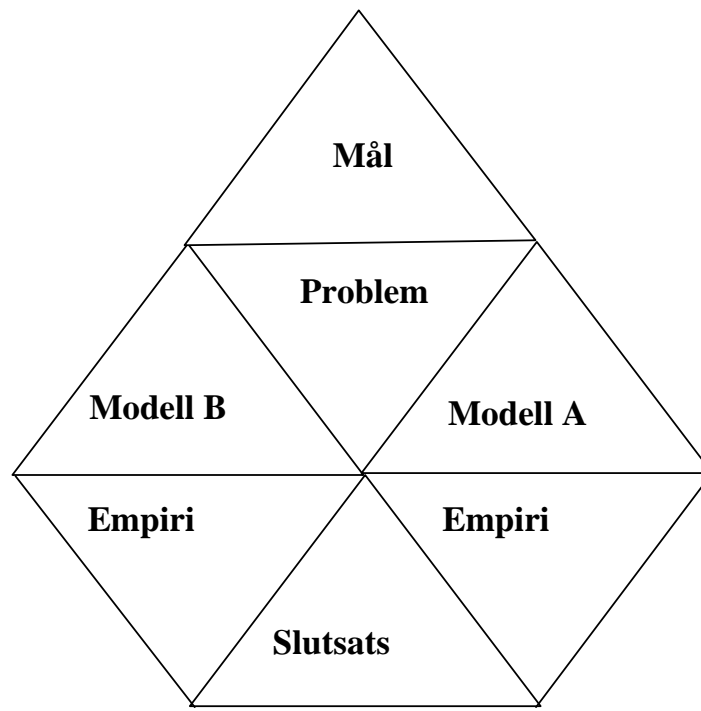 Mål
Problem
Modell B
Modell A
Empiri
Empiri
Slutsats